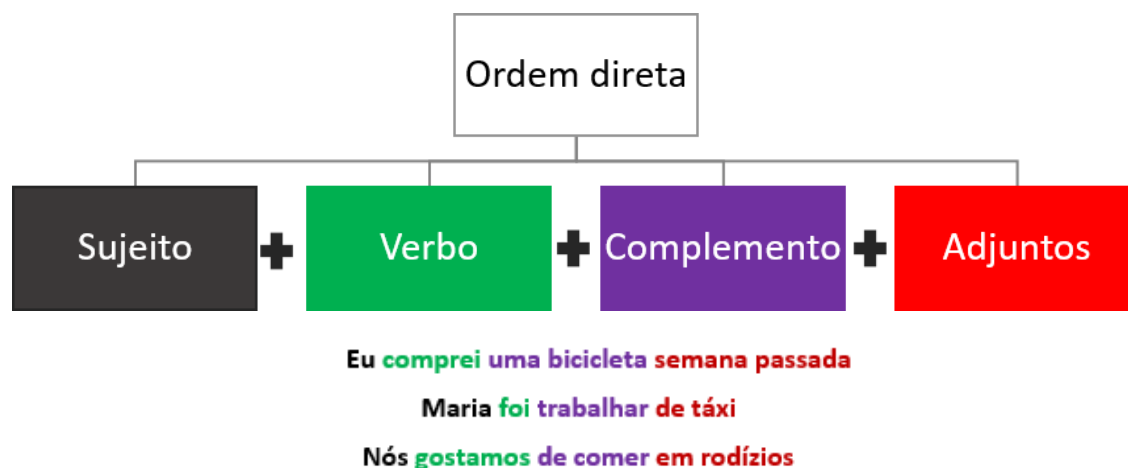 Ordem direta
Sujeito + Verbo + Complemento + Adjuntos
Eu comprei uma bicicleta semana passada
Maria foi trabalhar de táxi
Nós gostamos de comer em rodízios